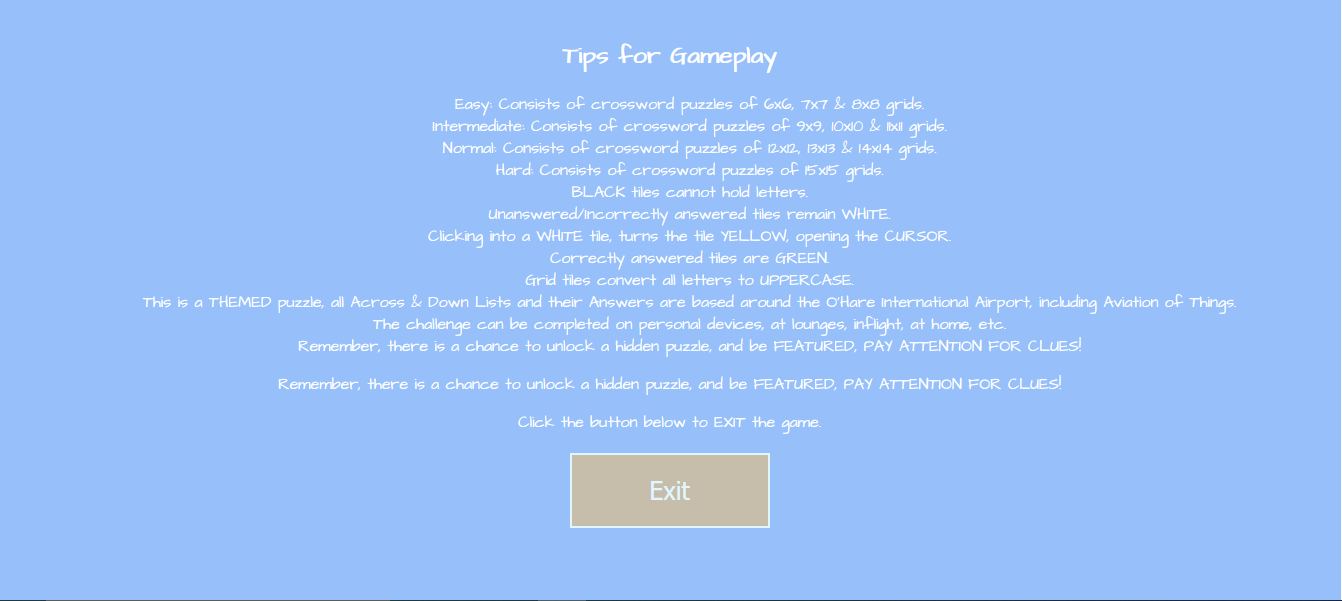 Tips for Gameplay
Easy: Consists of crossword puzzles of 6x6, 7x7 & 8x8 grids.
Intermediate: Consists of crossword puzzles of 9x9, 10x10 & 11x11 grids.
Normal: Consists of crossword puzzles of 12x12, 13x13 & 14x14 grids.
Hard: Consists of crossword puzzles of 15x15 grids.
BLACK tiles cannot hold letters.
Unanswered/Incorrectly answered tiles remain WHITE.
Clicking into a WHITE tile, turns the tile YELLOW, opening the CURSOR.
Correctly answered tiles are GREEN.
Grid tiles convert all letters to UPPERCASE.
This is a THEMED puzzle, all Across & Down Lists and their Answers are based around the O'Hare International Airport, including Aviation of Things.
The challenge can be completed on personal devices, at lounges, inflight, at home, etc.
Remember, there is a chance to unlock a hidden puzzle, and be FEATURED, PAY ATTENTION FOR CLUES!
Remember, there is a chance to unlock a hidden puzzle, and be FEATURED, PAY ATTENTION FOR CLUES!
Click the button below to EXIT the game.
Exit